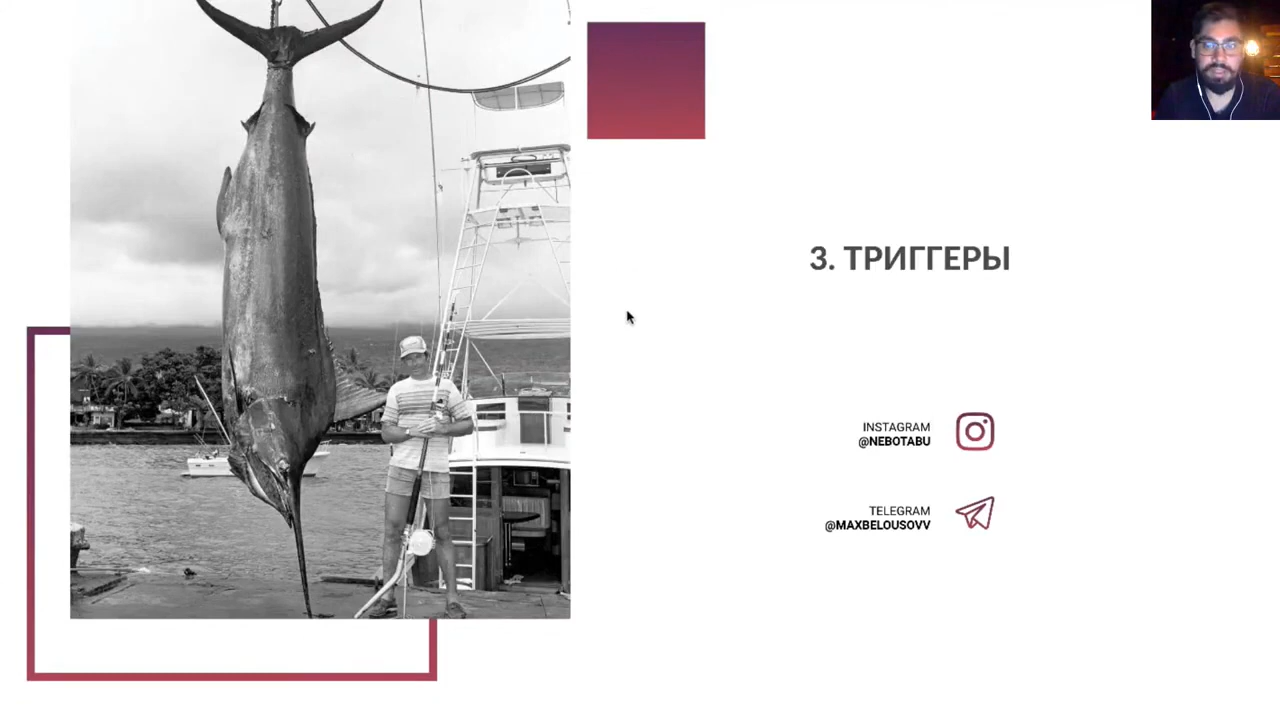 3. ТРИГГЕРЫ
INSTAGRAM
@NEBOTABU
TELEGRAM
@MAXBELOUSOVV